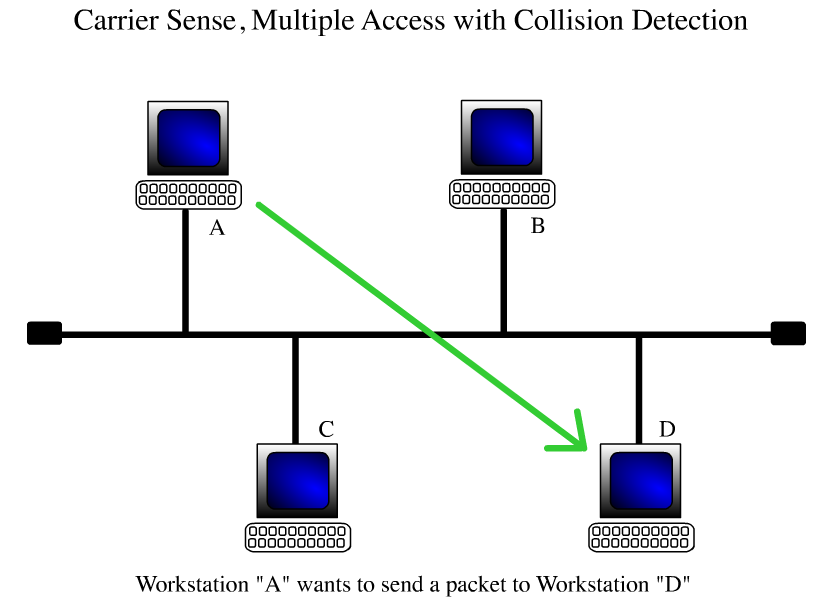 Carrier Sense, Multiple Access with Collision Detection
A
B
C
D
Workstation "A" wants to send a packet to Workstation "D"